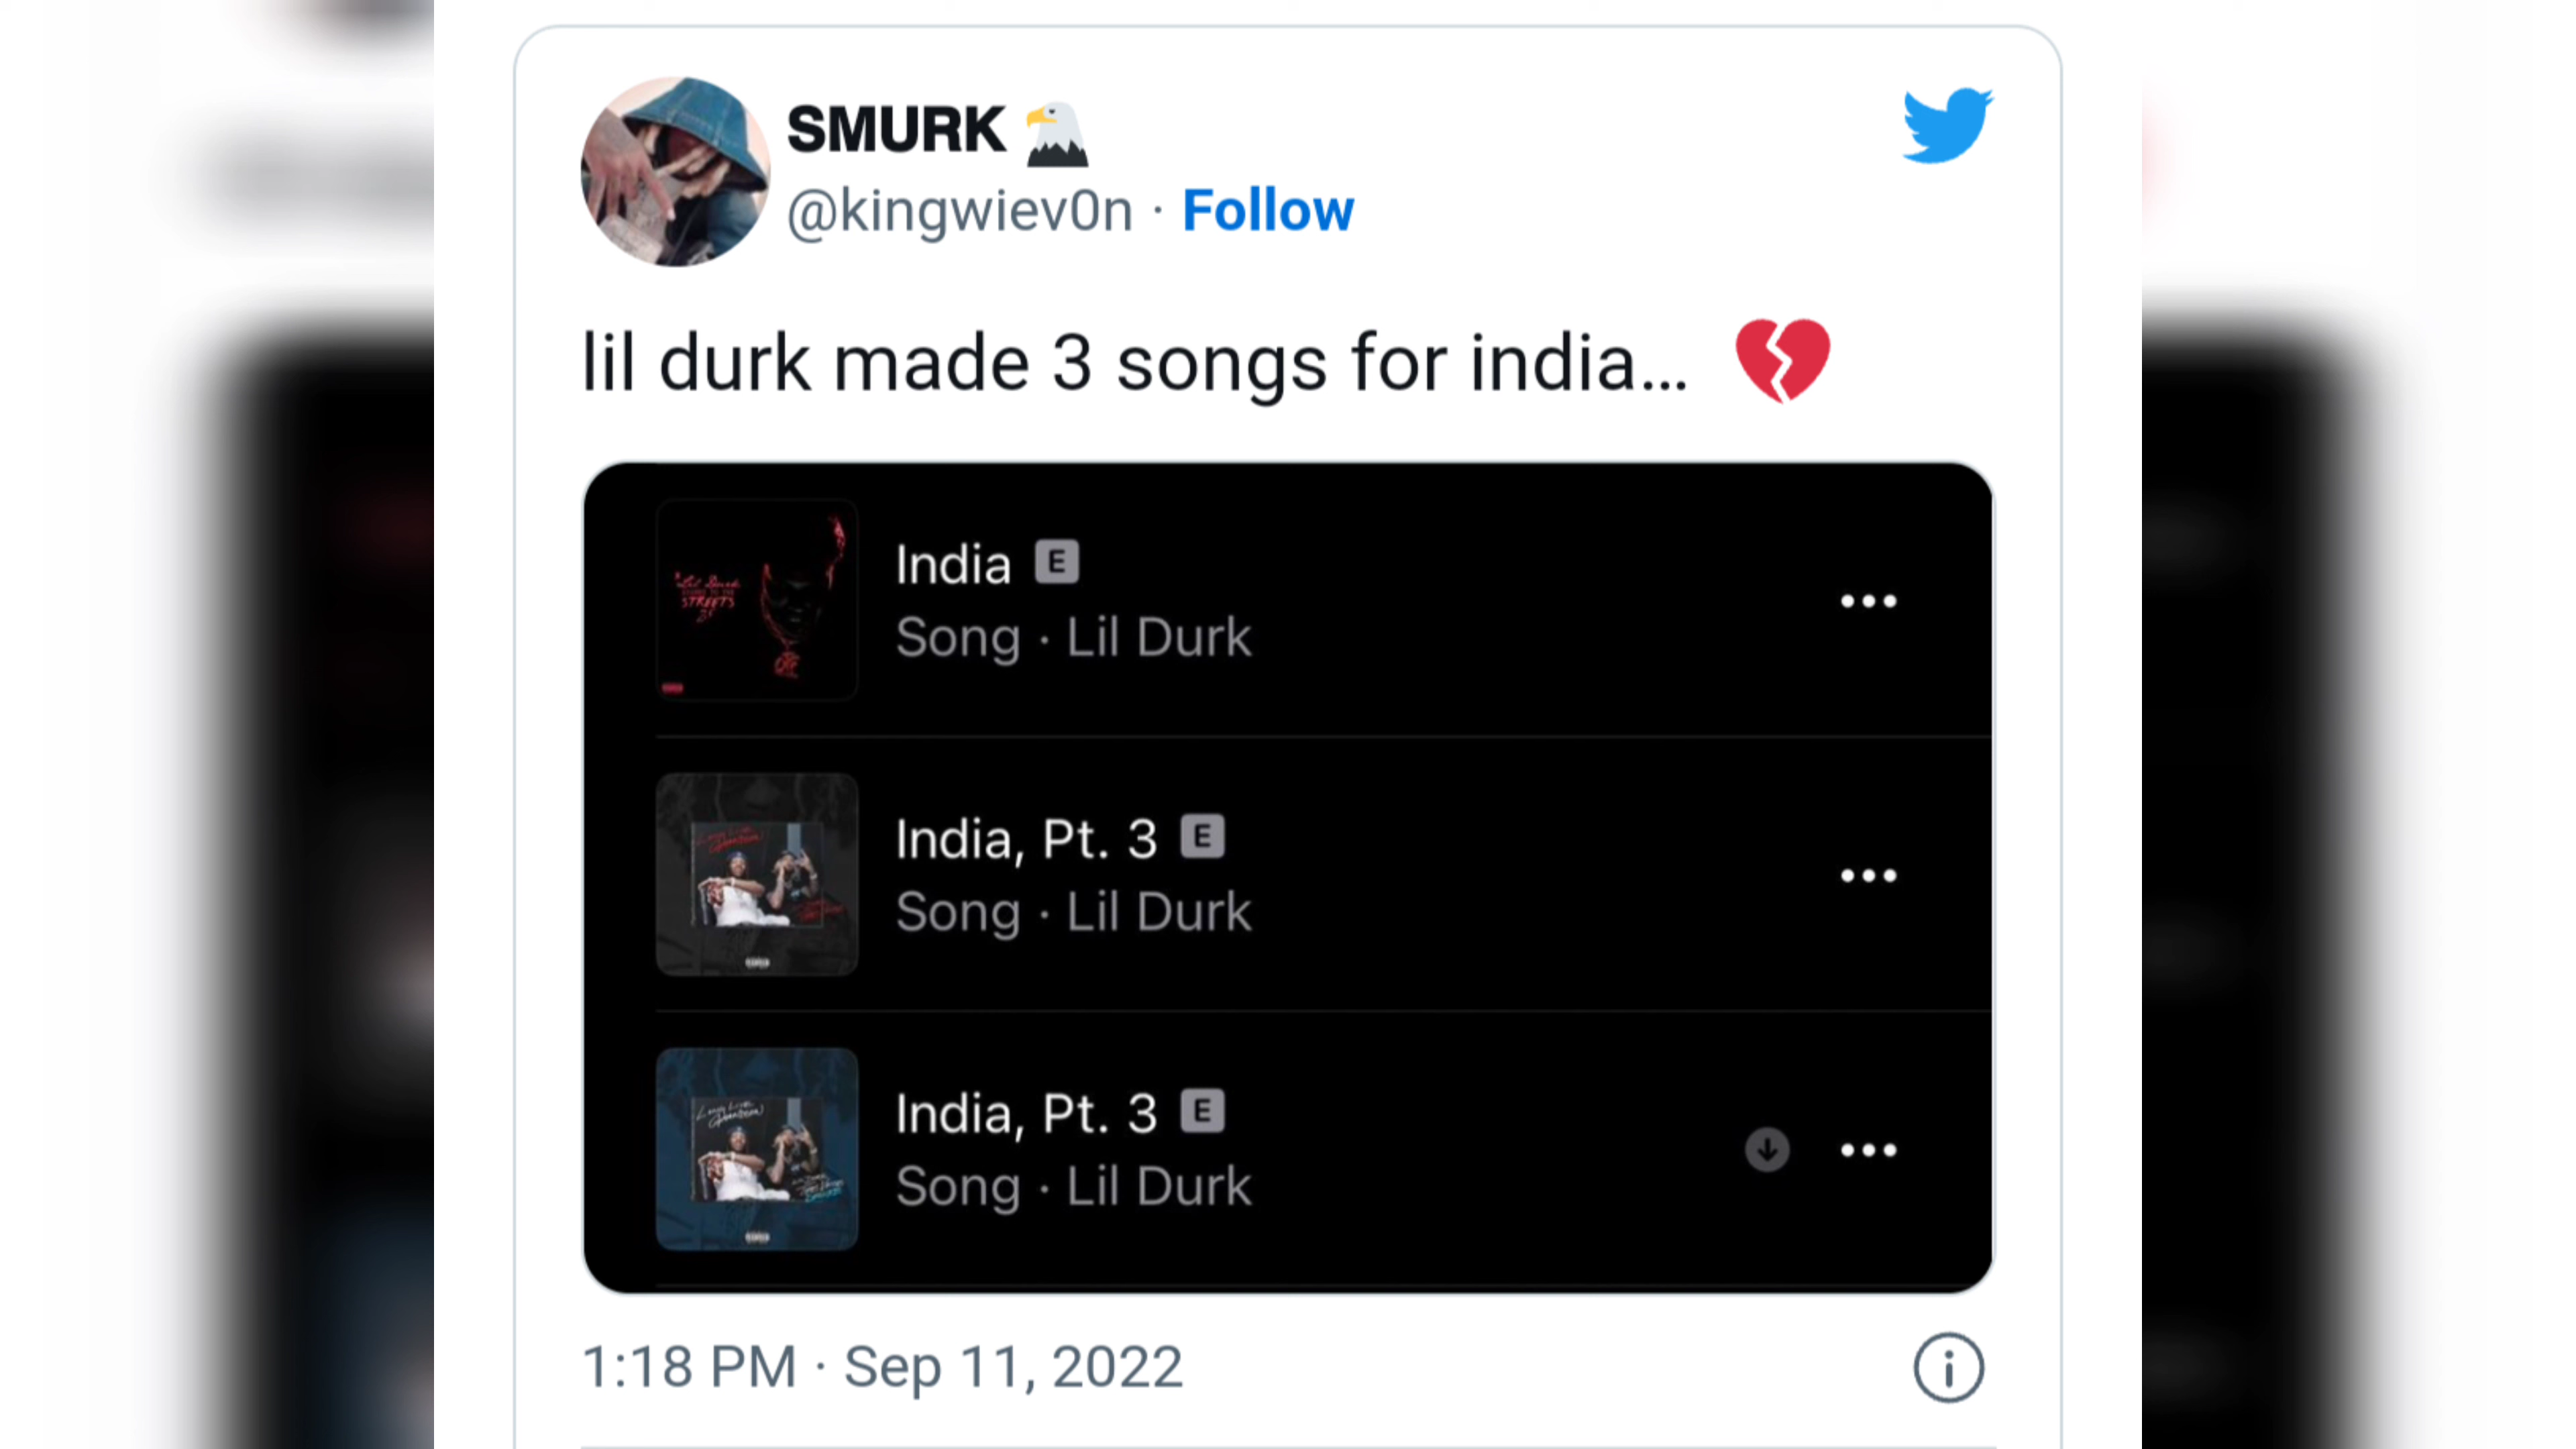 SMURK 🦅
@kingwiev0n · Follow
lil durk made 3 songs for india... 💔
India E
Song · Lil Durk
STREETS
India, Pt. 3 E
Song · Lil Durk
India, Pt. 3 E
Song · Lil Durk
1:18 PM · Sep 11, 2022